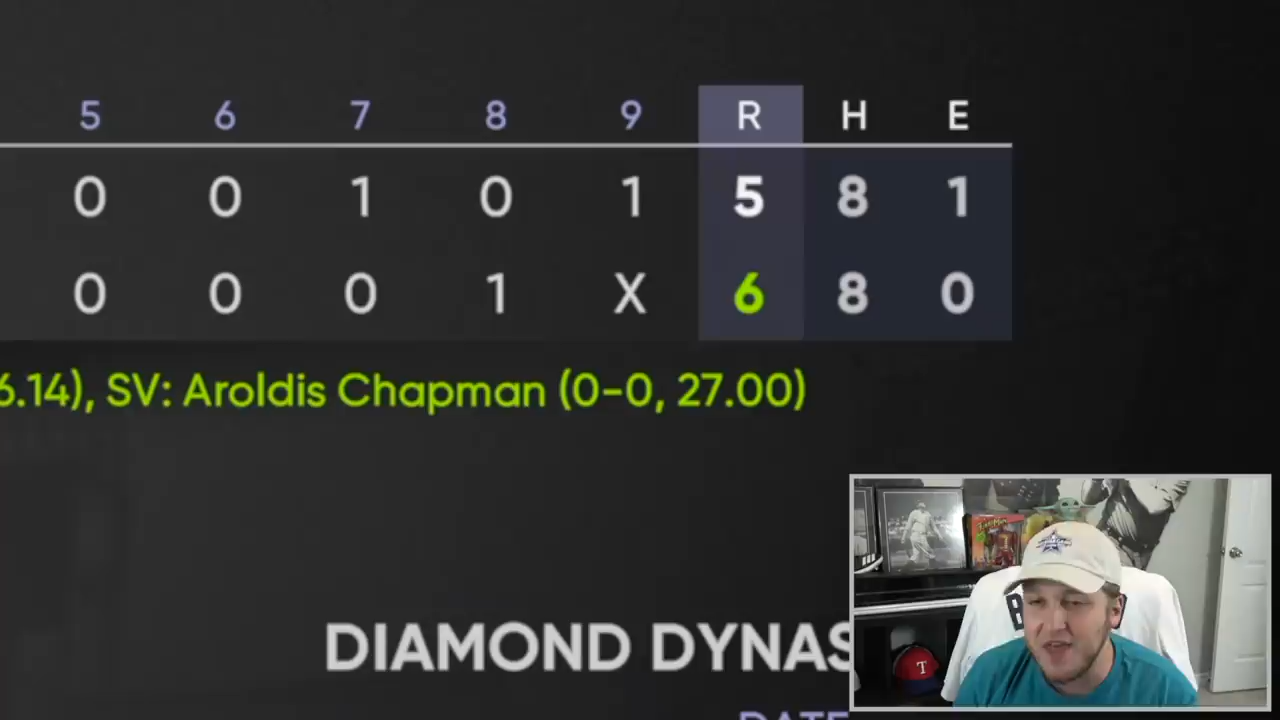 5 6 7 8 9 R H E
0 0 1 0 1 5 8 1
0 0 0 1 X 6 8 0
6.14), SV: Aroldis Chapman (0-0, 27.00)
DIAMOND DYNAS
DATE
T